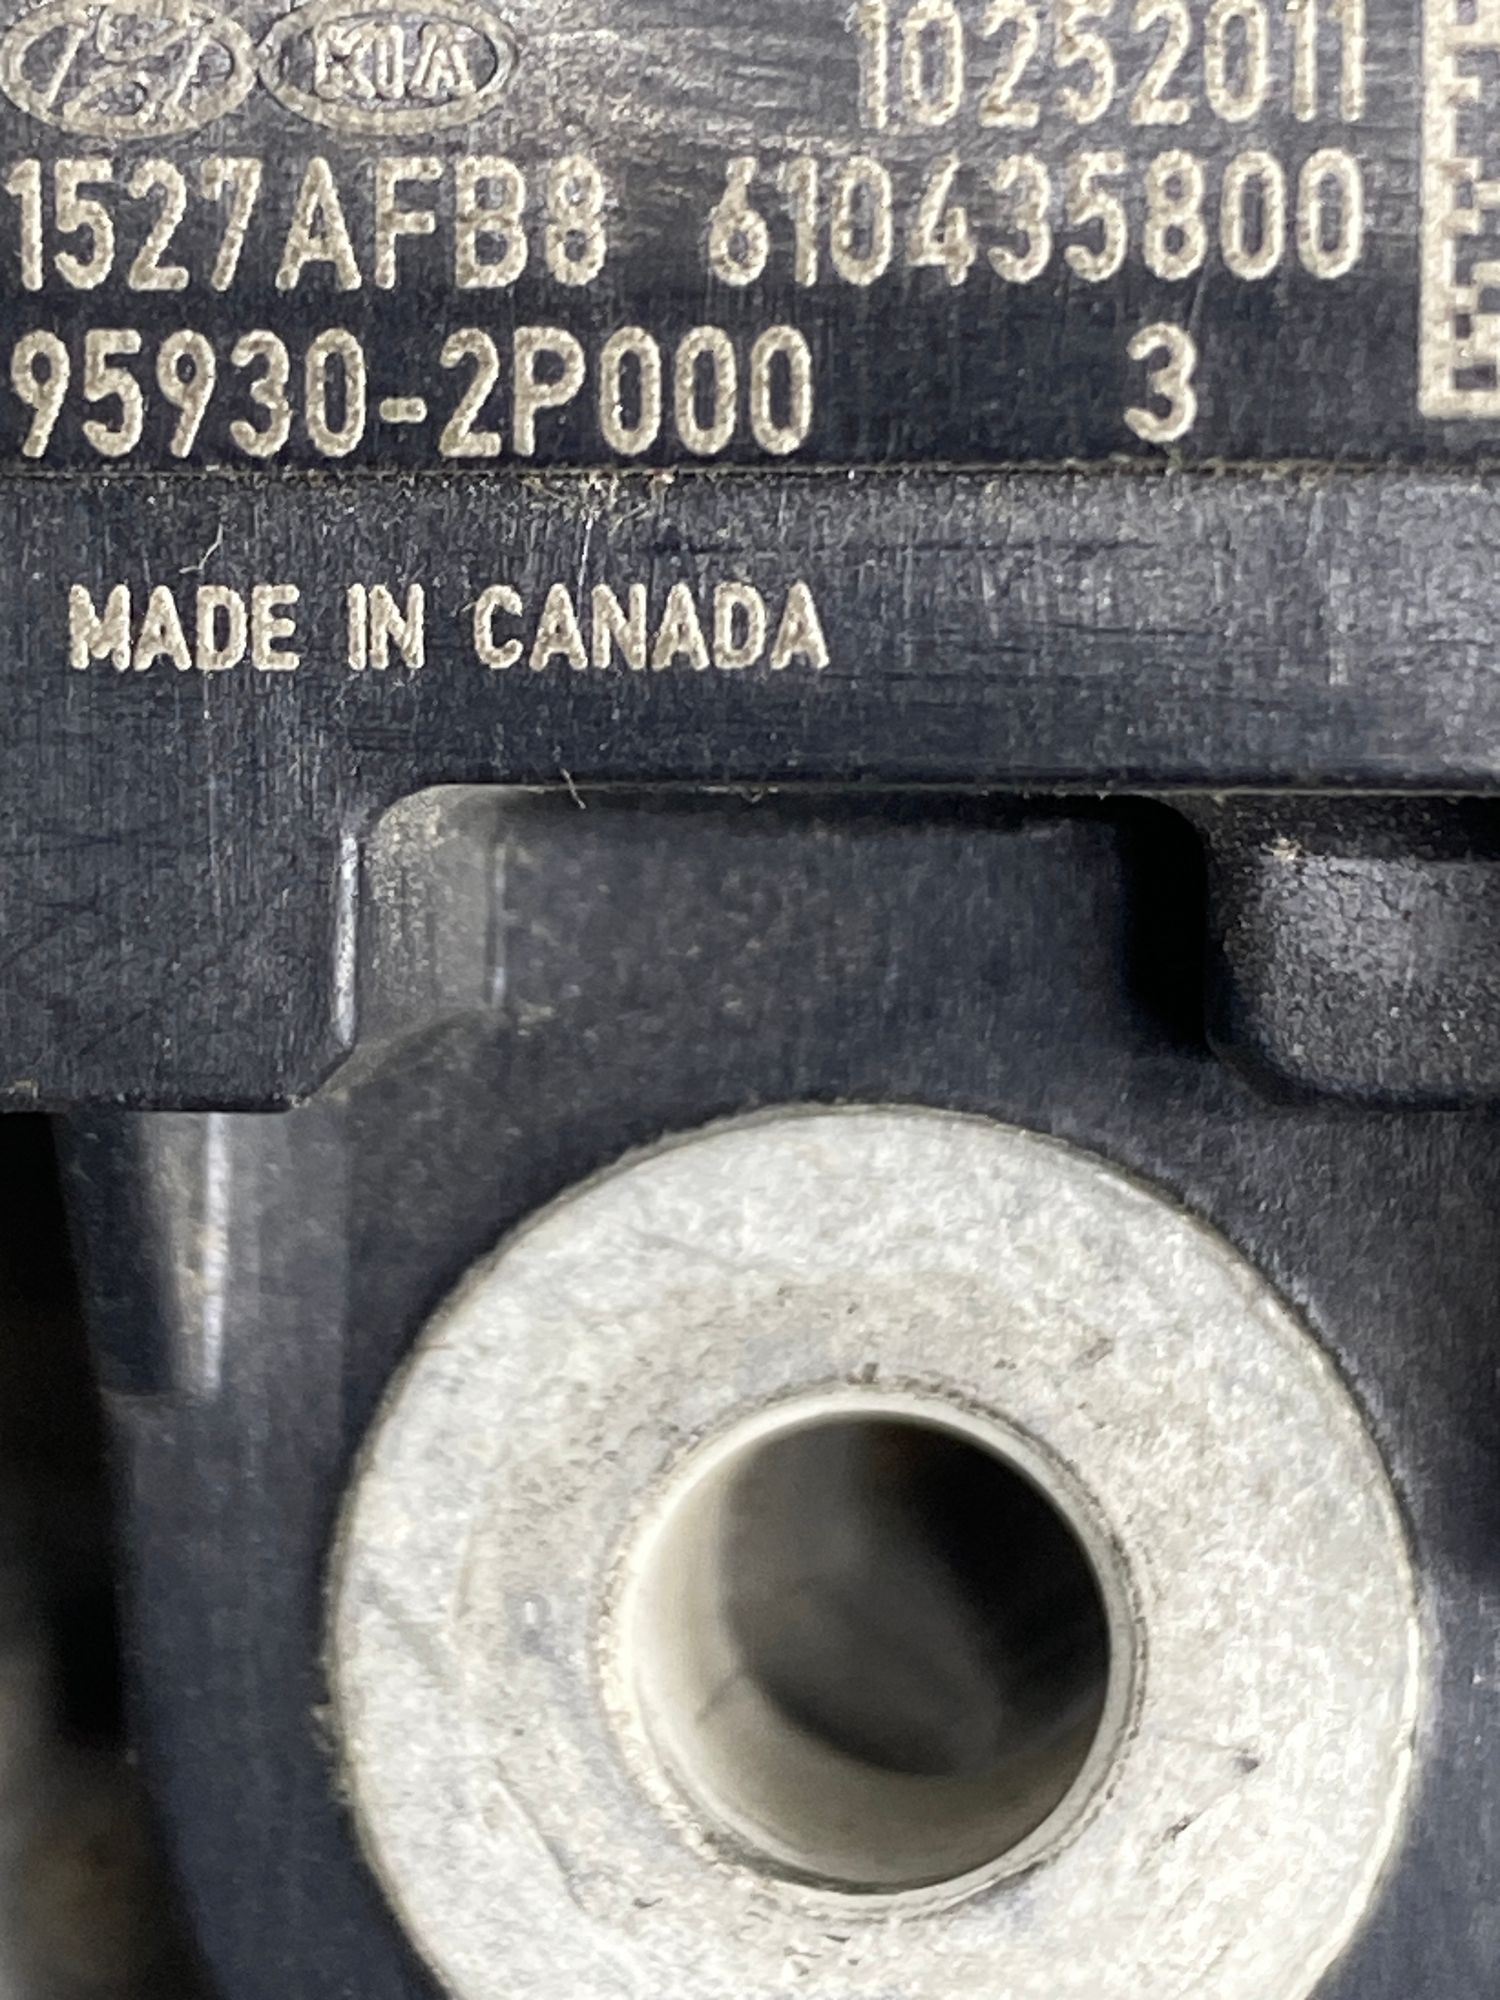 KIA 10252011
1527AFB8 610435800
95930-2P000 3
MADE IN CANADA